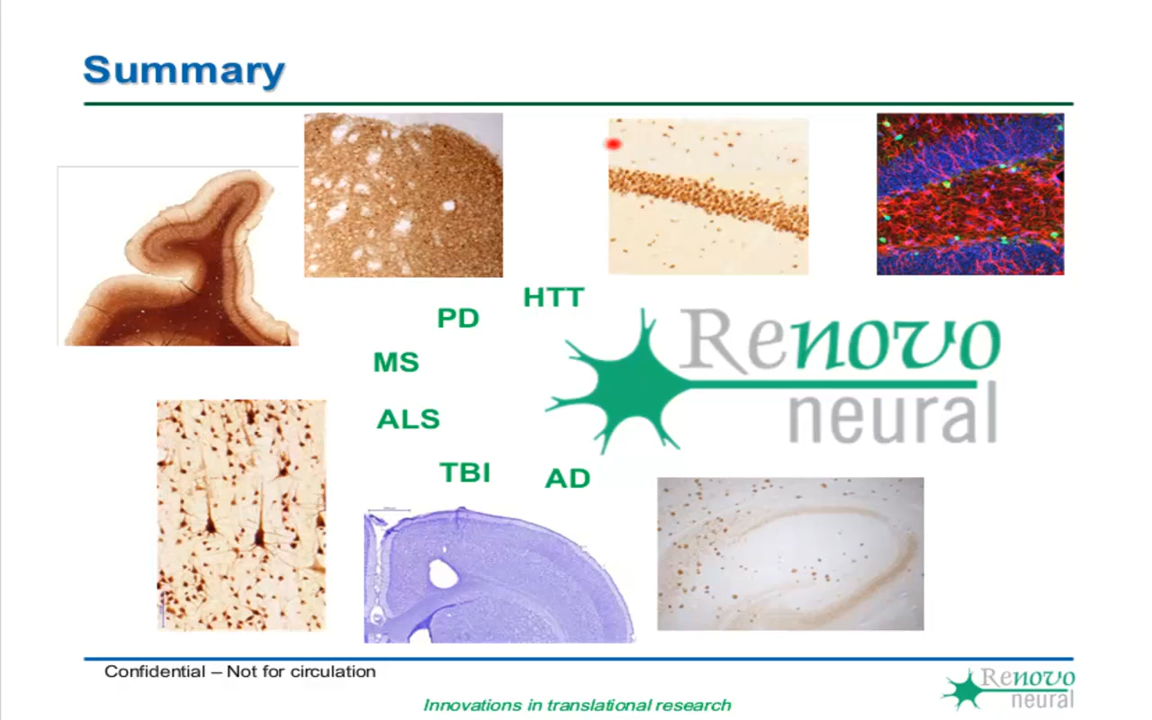 Summary
HTT
PD
MS
ALS
TBI
AD
Renovo
neural
Confidential – Not for circulation
Innovations in translational research
Renovo
neural